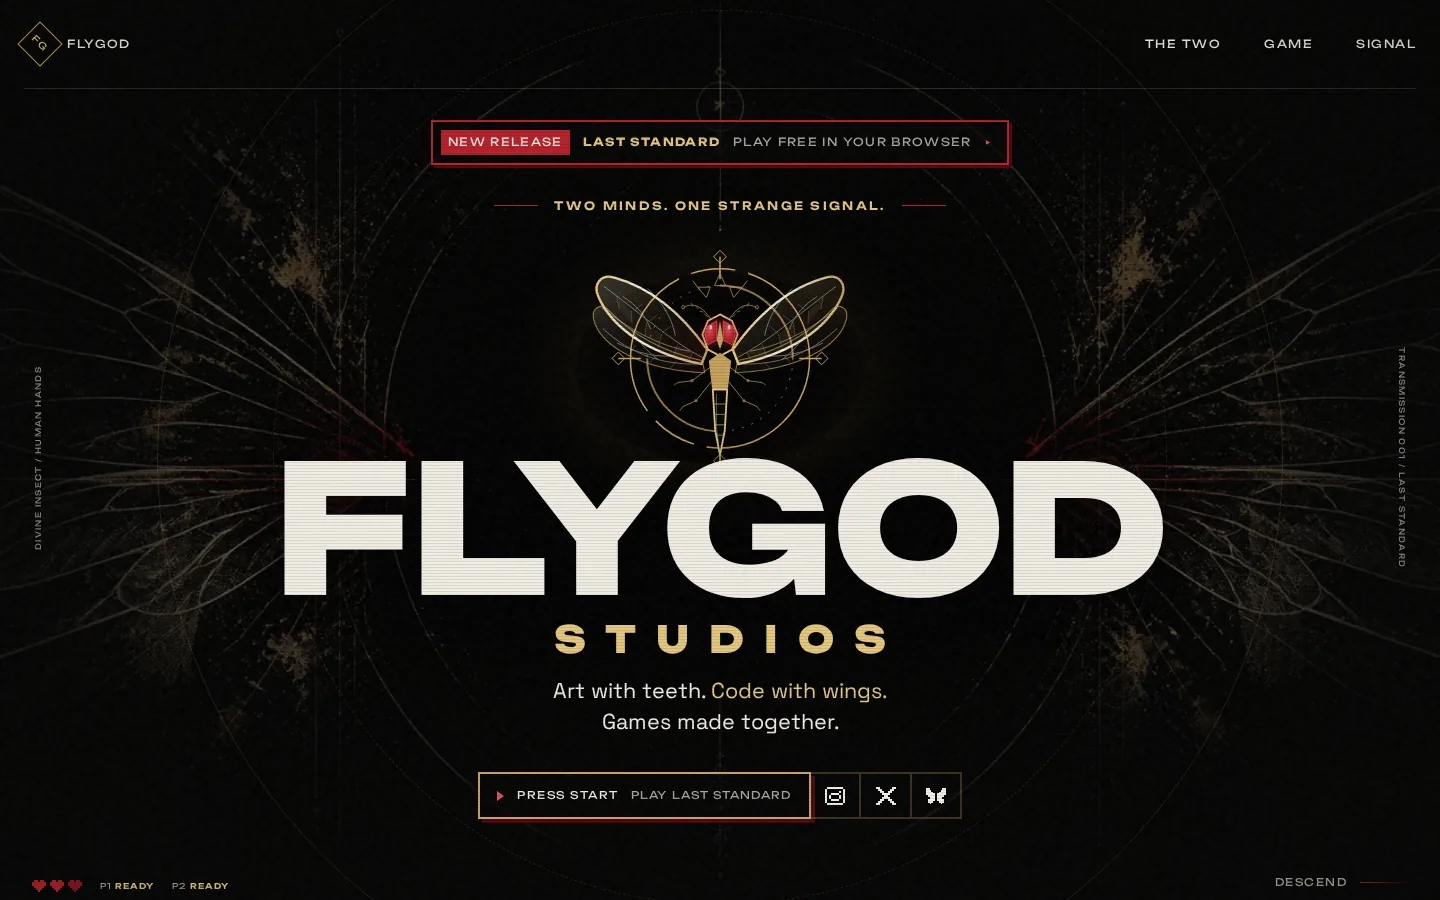 FG FLYGOD
THE TWO GAME SIGNAL
NEW RELEASE LAST STANDARD PLAY FREE IN YOUR BROWSER
TWO MINDS. ONE STRANGE SIGNAL.
DIVINE INSECT / HUMAN HANDS
TRANSMISSION 001 / LAST STANDARD
FLYGOD
STUDIOS
Art with teeth. Code with wings.
Games made together.
PRESS START PLAY LAST STANDARD
P1 READY P2 READY
DESCEND